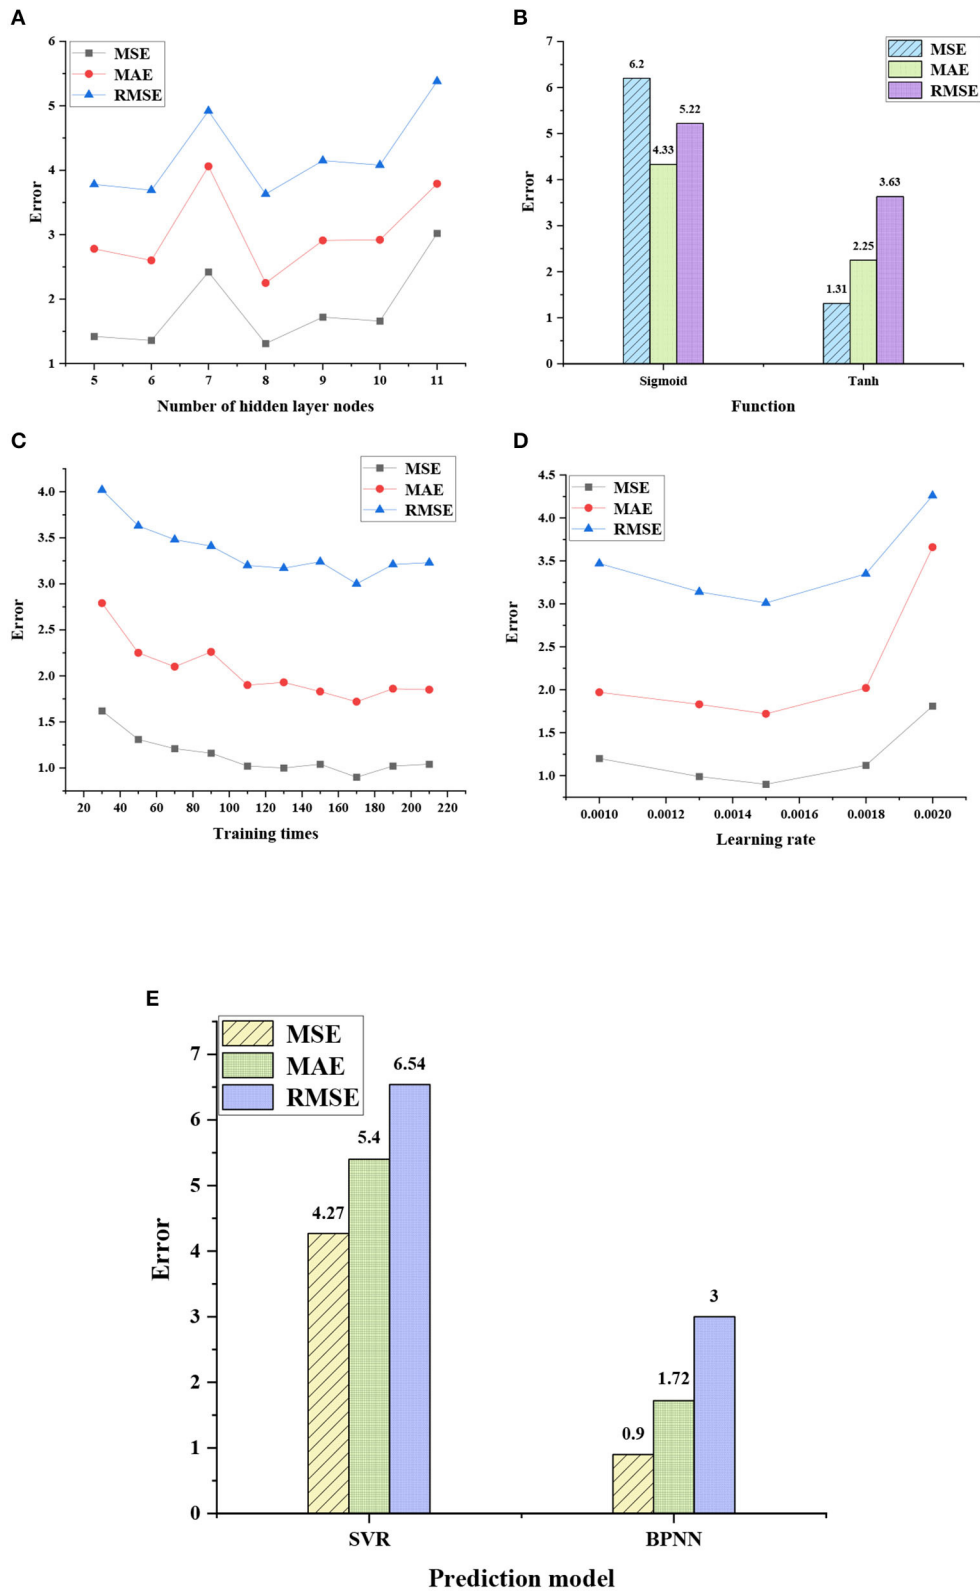 A
6
5
4
3
2
1
Error
MSE
MAE
RMSE
5
6
7
8
9
10
11
Number of hidden layer nodes
B
7
6
5
4
3
2
1
0
Error
MSE
MAE
RMSE
6.2
4.33
5.22
1.31
2.25
3.63
Sigmoid
Tanh
Function
C
4.0
3.5
3.0
2.5
2.0
1.5
1.0
Error
MSE
MAE
RMSE
20
40
60
80
100
120
140
160
180
200
220
Training times
D
4.5
4.0
3.5
3.0
2.5
2.0
1.5
1.0
Error
MSE
MAE
RMSE
0.0010
0.0012
0.0014
0.0016
0.0018
0.0020
Learning rate
E
7
6
5
4
3
2
1
0
Error
MSE
MAE
RMSE
4.27
5.4
6.54
0.9
1.72
3
SVR
BPNN
Prediction model